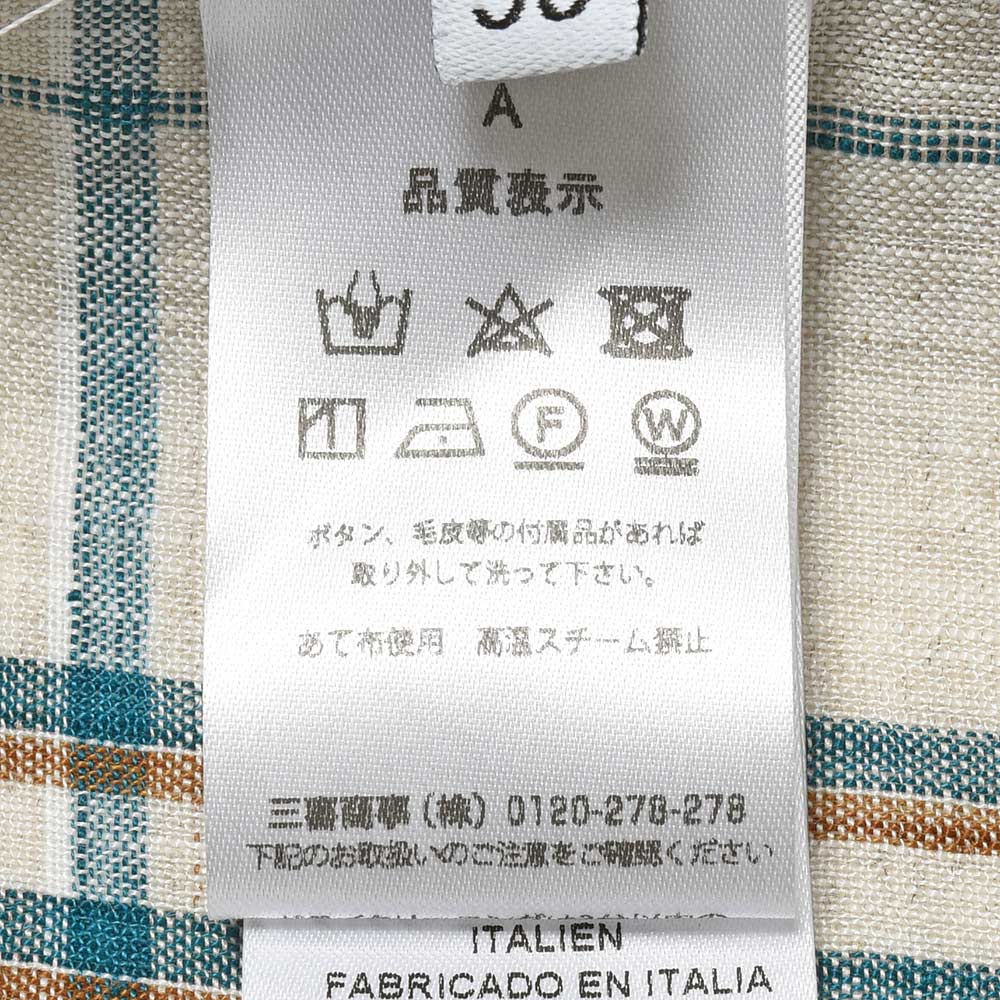 A
品質表示
F W
ボタン、毛皮等の付属品があれば
取り外して洗って下さい。
あて布使用 高温スチーム禁止
三喜商事(株) 0120-278-278
下記のお取扱いのご注意をご確認ください
ITALIEN
FABRICADO EN ITALIA